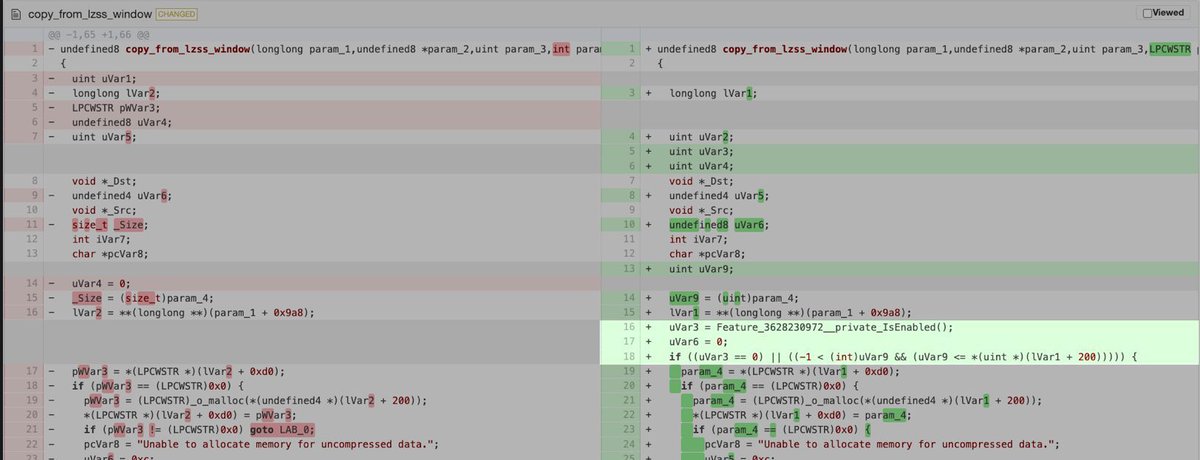 copy_from_lzss_window CHANGED Viewed
@@ -1,65 +1,66 @@
1 - undefined8 copy_from_lzss_window(longlong param_1,undefined8 *param_2,uint param_3,int para
2 {
3 - uint uVar1;
4 - longlong lVar2;
5 - LPCWSTR pWVar3;
6 - undefined8 uVar4;
7 - uint uVar5;
8 void *_Dst;
9 - undefined4 uVar6;
10 void *_Src;
11 - size_t _Size;
12 int iVar7;
13 char *pcVar8;
14 - uVar4 = 0;
15 - _Size = (size_t)param_4;
16 - lVar2 = **(longlong **)(param_1 + 0x9a8);
17 - pWVar3 = *(LPCWSTR *)(lVar2 + 0xd0);
18 - if (pWVar3 == (LPCWSTR)0x0) {
19 - pWVar3 = (LPCWSTR)_o_malloc(*(undefined4 *)(lVar2 + 200));
20 - *(LPCWSTR *)(lVar2 + 0xd0) = pWVar3;
21 - if (pWVar3 != (LPCWSTR)0x0) goto LAB_0;
22 - pcVar8 = "Unable to allocate memory for uncompressed data.";
23 - uVar6 = 0xc;
1 + undefined8 copy_from_lzss_window(longlong param_1,undefined8 *param_2,uint param_3,LPCWSTR
2 {
3 + longlong lVar1;
4 + uint uVar2;
5 + uint uVar3;
6 + uint uVar4;
7 void *_Dst;
8 + undefined4 uVar5;
9 void *_Src;
10 + undefined8 uVar6;
11 int iVar7;
12 char *pcVar8;
13 + uint uVar9;
14 + uVar9 = (uint)param_4;
15 + lVar1 = **(longlong **)(param_1 + 0x9a8);
16 + uVar3 = Feature_3628230972__private_IsEnabled();
17 + uVar6 = 0;
18 + if ((uVar3 == 0) || ((-1 < (int)uVar9 && (uVar9 <= *(uint *)(lVar1 + 200))))) {
19 + param_4 = *(LPCWSTR *)(lVar1 + 0xd0);
20 + if (param_4 == (LPCWSTR)0x0) {
21 + param_4 = (LPCWSTR)_o_malloc(*(undefined4 *)(lVar1 + 200));
22 + *(LPCWSTR *)(lVar1 + 0xd0) = param_4;
23 + if (param_4 == (LPCWSTR)0x0) {
24 + pcVar8 = "Unable to allocate memory for uncompressed data.";
25 + uVar5 = 0xc;